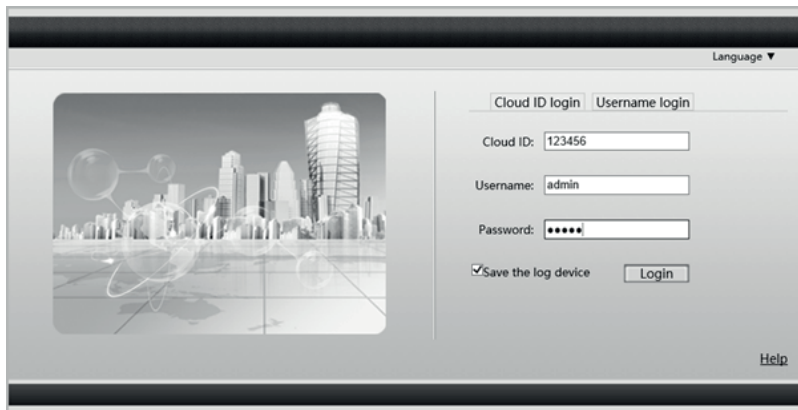 Language ▼
Cloud ID login Username login
Cloud ID: 123456
Username: admin
Password: •••••
Save the log device Login
Help